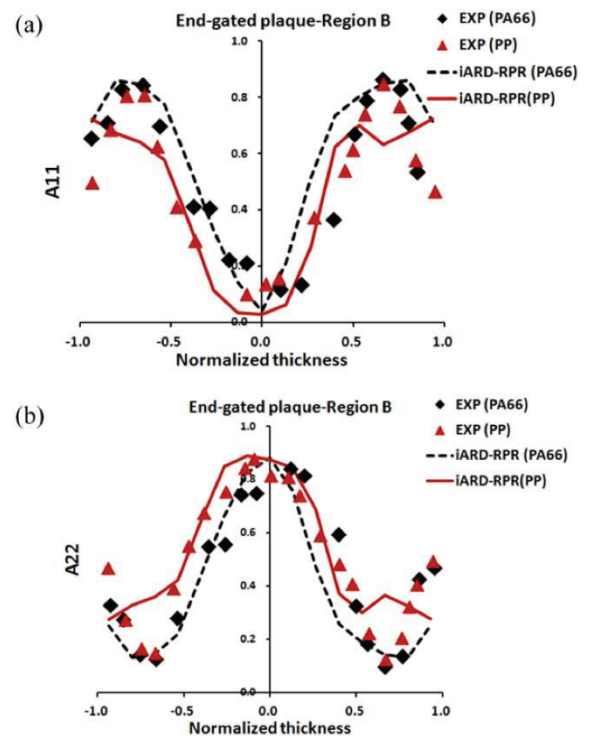 (a)
End-gated plaque-Region B
EXP (PA66)
EXP (PP)
iARD-RPR (PA66)
iARD-RPR(PP)
1.0
0.8
0.6
0.4
0.2
0.0
A11
-1.0 -0.5 0.0 0.5 1.0
Normalized thickness
(b)
End-gated plaque-Region B
EXP (PA66)
EXP (PP)
iARD-RPR (PA66)
iARD-RPR(PP)
1.0
0.8
0.6
0.4
0.2
0.0
A22
-1.0 -0.5 0.0 0.5 1.0
Normalized thickness